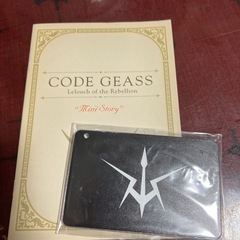 CODE GEASS
Lelouch of the Rebellion
"Mini Story"